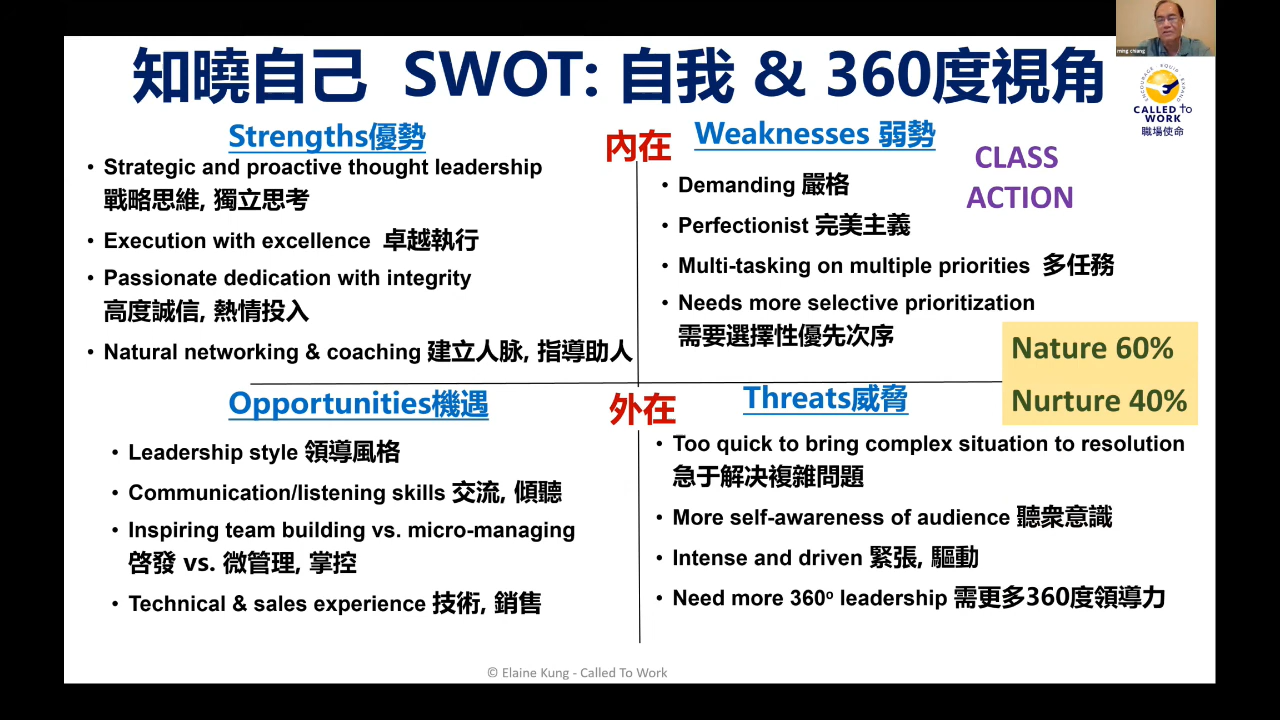 知曉自己 SWOT: 自我 & 360度視角
ming chiang
ENCOURAGE EQUIP EXPAND
CALLED to
WORK
職場使命
Strengths優勢
• Strategic and proactive thought leadership
戰略思維, 獨立思考
• Execution with excellence 卓越執行
• Passionate dedication with integrity
高度誠信, 熱情投入
• Natural networking & coaching 建立人脉, 指導助人
内在
Weaknesses 弱勢
CLASS
ACTION
• Demanding 嚴格
• Perfectionist 完美主義
• Multi-tasking on multiple priorities 多任務
• Needs more selective prioritization
需要選擇性優先次序
Nature 60%
Nurture 40%
Opportunities機遇
• Leadership style 領導風格
• Communication/listening skills 交流, 傾聽
• Inspiring team building vs. micro-managing
啓發 vs. 微管理, 掌控
• Technical & sales experience 技術, 銷售
外在
Threats威脅
• Too quick to bring complex situation to resolution
急于解决複雜問題
• More self-awareness of audience 聽衆意識
• Intense and driven 緊張, 驅動
• Need more 360º leadership 需更多360度領導力
© Elaine Kung - Called To Work